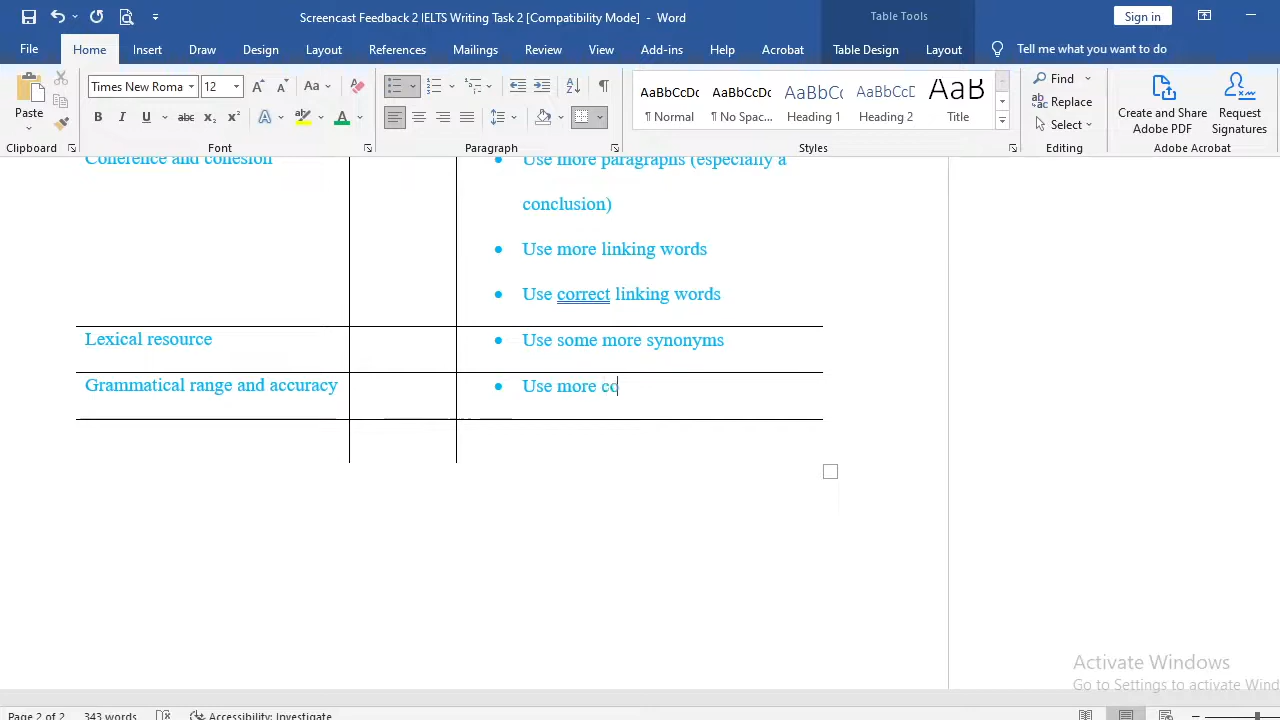 Screencast Feedback 2 IELTS Writing Task 2 [Compatibility Mode] - Word
Table Tools
Sign in
File Home Insert Draw Design Layout References Mailings Review View Add-ins Help Acrobat Table Design Layout Tell me what you want to do
Paste
Clipboard
Times New Roma 12
Aa
B I U abc x₂ x² A A
Font
Paragraph
AaBbCcDc AaBbCcDc AaBbCc AaBbCcD AaB
¶ Normal ¶ No Spac... Heading 1 Heading 2 Title
Styles
Find
Replace
Select
Editing
Create and Share Adobe PDF
Request Signatures
Adobe Acrobat
Coherence and cohesion
Use more paragraphs (especially a
conclusion)
Use more linking words
Use correct linking words
Lexical resource
Use some more synonyms
Grammatical range and accuracy
Use more co
Activate Windows
Go to Settings to activate Wind
Page 2 of 2 343 words Accessibility: Investigate